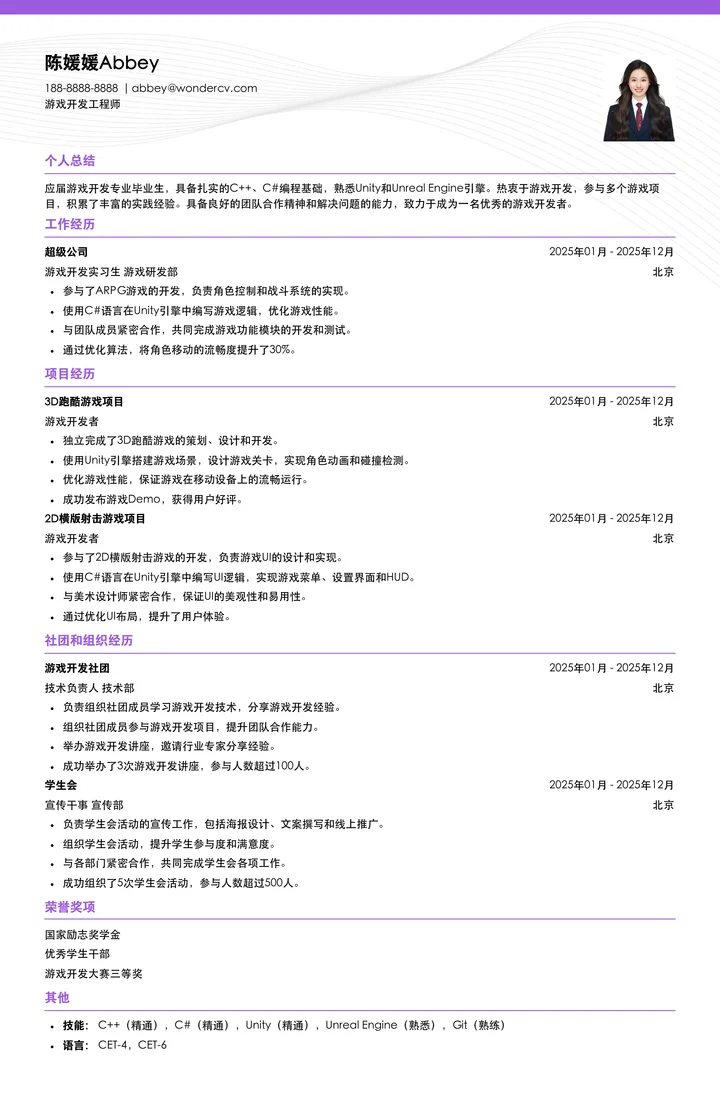 陈媛媛Abbey
188-8888-8888 | abbey@wondercv.com
游戏开发工程师
个人总结
应届游戏开发专业毕业生，具备扎实的C++、C#编程基础，熟悉Unity和Unreal Engine引擎。热衷于游戏开发，参与多个游戏项
目，积累了丰富的实践经验。具备良好的团队合作精神和解决问题的能力，致力于成为一名优秀的游戏开发者。
工作经历
超级公司 2025年01月 - 2025年12月
游戏开发实习生 游戏研发部 北京
• 参与了ARPG游戏的开发，负责角色控制和战斗系统的实现。
• 使用C#语言在Unity引擎中编写游戏逻辑，优化游戏性能。
• 与团队成员紧密合作，共同完成游戏功能模块的开发和测试。
• 通过优化算法，将角色移动的流畅度提升了30%。
项目经历
3D跑酷游戏项目 2025年01月 - 2025年12月
游戏开发者 北京
• 独立完成了3D跑酷游戏的策划、设计和开发。
• 使用Unity引擎搭建游戏场景，设计游戏关卡，实现角色动画和碰撞检测。
• 优化游戏性能，保证游戏在移动设备上的流畅运行。
• 成功发布游戏Demo，获得用户好评。
2D横版射击游戏项目 2025年01月 - 2025年12月
游戏开发者 北京
• 参与了2D横版射击游戏的开发，负责游戏UI的设计和实现。
• 使用C#语言在Unity引擎中编写UI逻辑，实现游戏菜单、设置界面和HUD。
• 与美术设计师紧密合作，保证UI的美观性和易用性。
• 通过优化UI布局，提升了用户体验。
社团和组织经历
游戏开发社团 2025年01月 - 2025年12月
技术负责人 技术部 北京
• 负责组织社团成员学习游戏开发技术，分享游戏开发经验。
• 组织社团成员参与游戏开发项目，提升团队合作能力。
• 举办游戏开发讲座，邀请行业专家分享经验。
• 成功举办了3次游戏开发讲座，参与人数超过100人。
学生会 2025年01月 - 2025年12月
宣传干事 宣传部 北京
• 负责学生会活动的宣传工作，包括海报设计、文案撰写和线上推广。
• 组织学生会活动，提升学生参与度和满意度。
• 与各部门紧密合作，共同完成学生会各项工作。
• 成功组织了5次学生会活动，参与人数超过500人。
荣誉奖项
国家励志奖学金
优秀学生干部
游戏开发大赛三等奖
其他
• 技能： C++（精通），C#（精通），Unity（精通），Unreal Engine（熟悉），Git（熟练）
• 语言： CET-4，CET-6